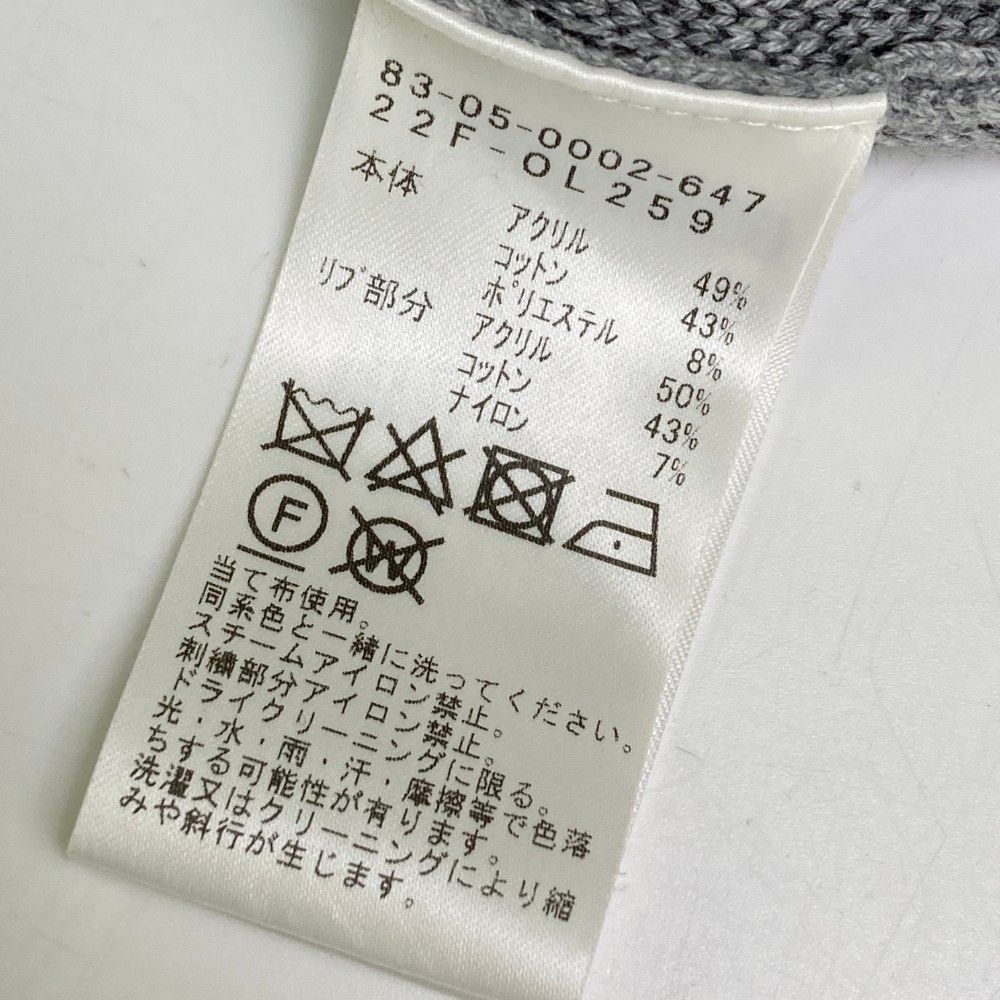 83-05-0002-647
22F-OL259
本体 アクリル 49%
コットン 43%
ポリエステル 8%
リブ部分 アクリル 50%
コットン 43%
ナイロン 7%
F W
当て布使用。
同系色と一緒に洗ってください。
スチームアイロン禁止。
刺繍部分アイロン禁止。
ドライクリーニングに限る。
光・水・雨・汗・摩擦等で色落
ちする可能性が有ります。
洗濯又はクリーニングにより縮
みや斜行が生じます。